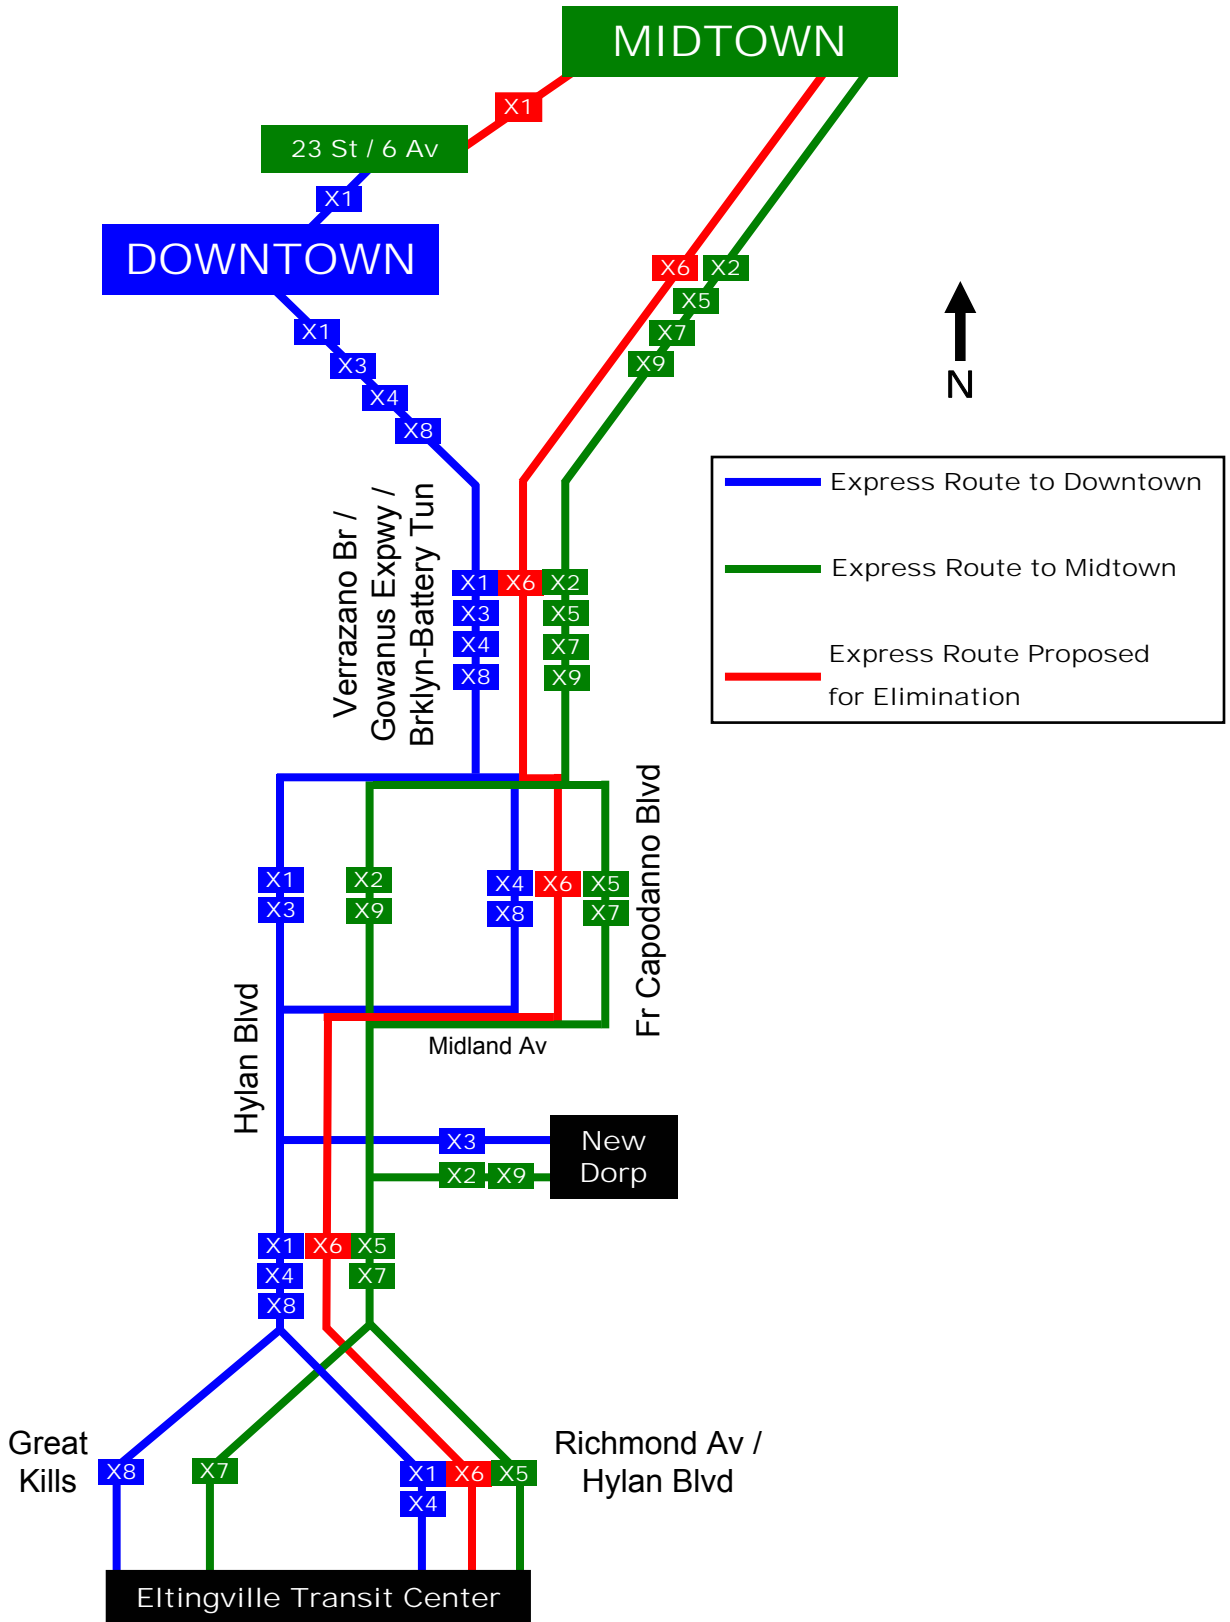 MIDTOWN
X1
23 St / 6 Av
X1
DOWNTOWN
X6
X2
X5
X7
X9
X1
X3
X4
X8
N
Express Route to Downtown
Express Route to Midtown
Express Route Proposed
for Elimination
Verrazano Br /
Gowanus Expwy /
Brklyn-Battery Tun
X1
X6
X2
X3
X5
X4
X7
X8
X9
Fr Capodanno Blvd
X1
X2
X4
X6
X5
X3
X9
X8
X7
Hylan Blvd
Midland Av
X3
New
Dorp
X2
X9
X1
X6
X5
X4
X7
X8
Great
Kills
Richmond Av /
Hylan Blvd
X8
X7
X1
X6
X5
X4
Eltingville Transit Center